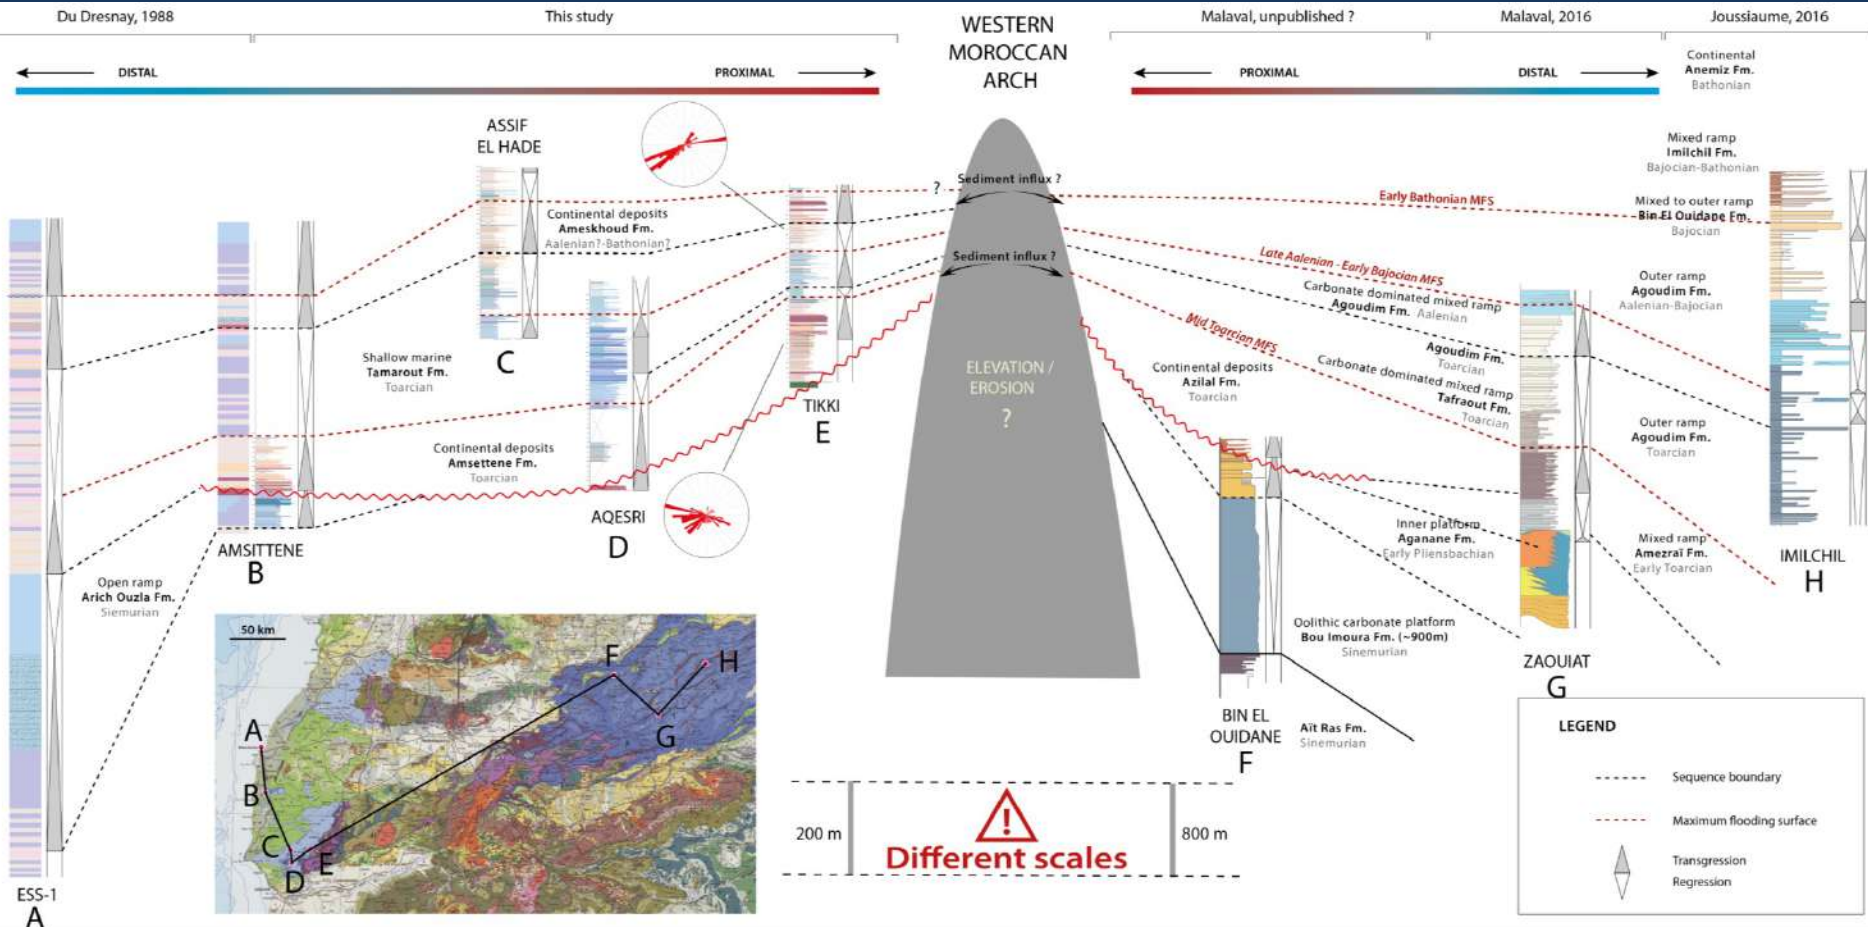 Du Dresnay, 1988
This study
WESTERN
MOROCCAN
ARCH
Malaval, unpublished ?
Malaval, 2016
Joussiaume, 2016
DISTAL
PROXIMAL
PROXIMAL
DISTAL
Continental
Anemiz Fm.
Bathonian
ASSIF
EL HADE
Mixed ramp
Imilchil Fm.
Bajocian-Bathonian
Sediment influx ?
?
Early Bathonian MFS
Mixed to outer ramp
Bin El Ouidane Fm.
Bajocian
Continental deposits
Ameskhoud Fm.
Aalenian?-Bathonian?
Sediment influx ?
Late Aalenian - Early Bajocian MFS
Outer ramp
Agoudim Fm.
Aalenian-Bajocian
Carbonate dominated mixed ramp
Agoudim Fm. Aalenian
Mid Toarcian MFS
Agoudim Fm.
Toarcian
Shallow marine
Tamarout Fm.
Toarcian
C
ELEVATION /
EROSION
?
Continental deposits
Azilal Fm.
Toarcian
Carbonate dominated mixed ramp
Tafraout Fm.
Toarcian
TIKKI
E
Outer ramp
Agoudim Fm.
Toarcian
Continental deposits
Amsettene Fm.
Toarcian
AQESRI
D
Inner platform
Aganane Fm.
Early Pliensbachian
Mixed ramp
Amezraï Fm.
Early Toarcian
IMILCHIL
H
AMSITTENE
B
Open ramp
Arich Ouzla Fm.
Siemurian
Oolithic carbonate platform
Bou Imoura Fm. (~900m)
Sinemurian
ZAOUIAT
G
50 km
F
H
G
A
B
C
D
E
BIN EL
OUIDANE
F
Aït Ras Fm.
Sinemurian
LEGEND
Sequence boundary
Maximum flooding surface
Transgression
Regression
200 m
!
Different scales
800 m
ESS-1
A